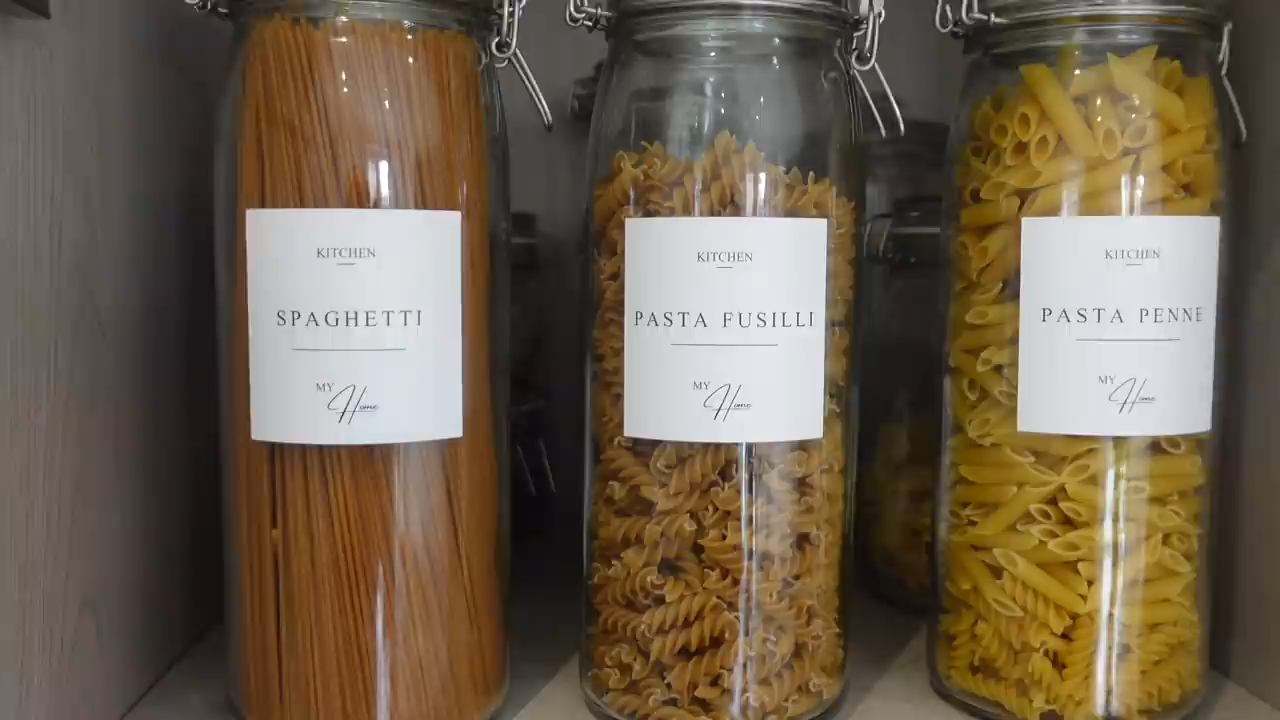 KITCHEN
SPAGHETTI
MY Home
KITCHEN
PASTA FUSILLI
MY Home
KITCHEN
PASTA PENNE
MY Home